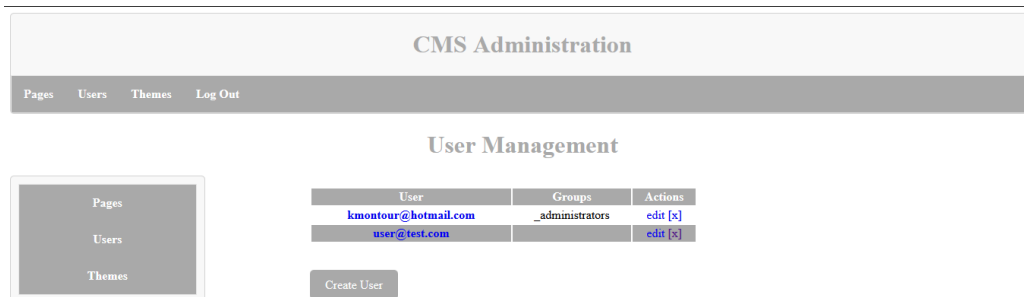 CMS Administration
Pages Users Themes Log Out
User Management
Pages
Users
Themes
User Groups Actions
kmontour@hotmail.com _administrators edit [x]
user@test.com edit [x]
Create User